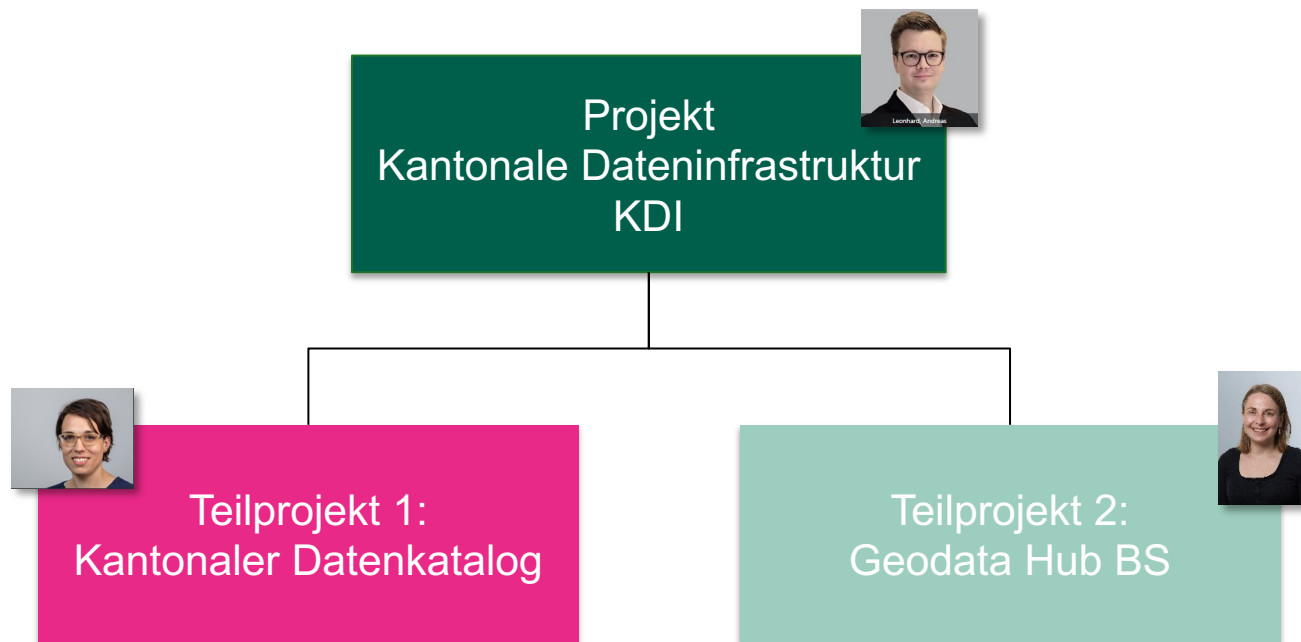 Leonhard, Andreas
Projekt
Kantonale Dateninfrastruktur
KDI
Teilprojekt 1:
Kantonaler Datenkatalog
Teilprojekt 2:
Geodata Hub BS